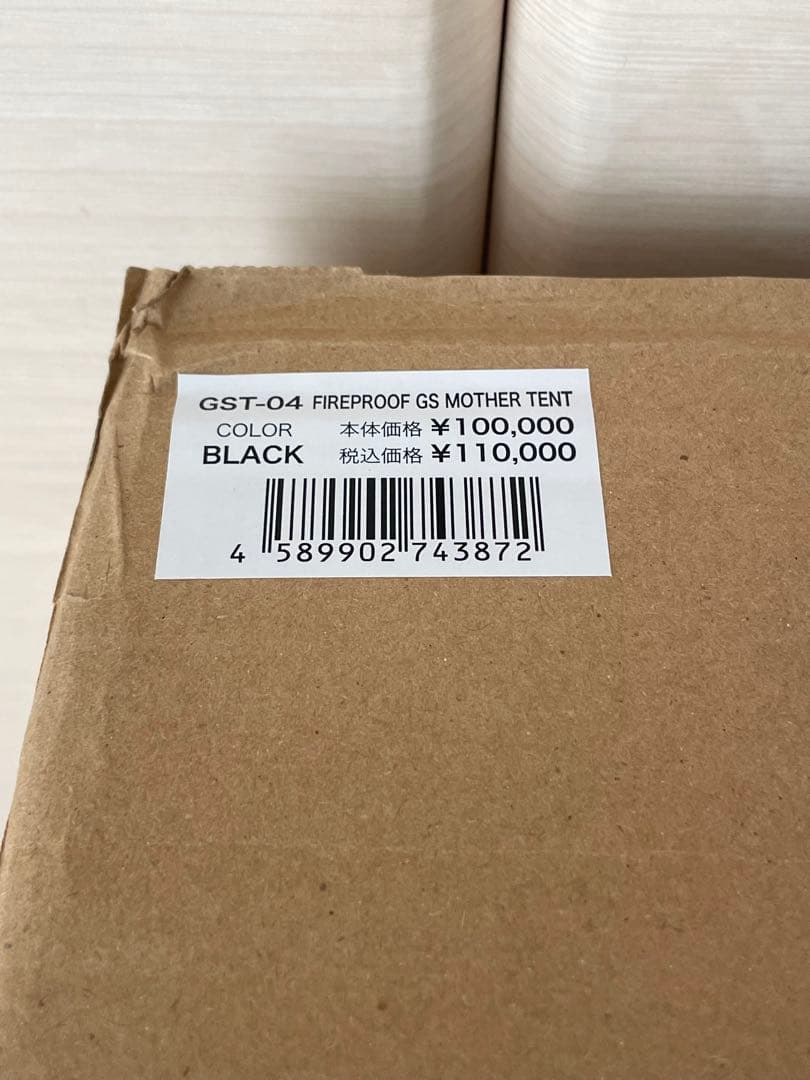 GST-04 FIREPROOF GS MOTHER TENT
COLOR 本体価格 ¥100,000
BLACK 税込価格 ¥110,000
4 589902 743872